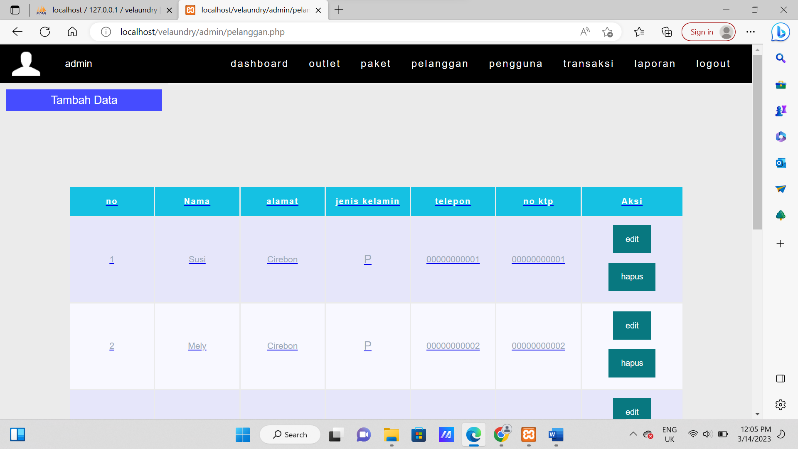 localhost / 127.0.0.1 / velaundry
localhost/velaundry/admin/pelan
localhost/velaundry/admin/pelanggan.php
Sign in
admin
dashboard outlet paket pelanggan pengguna transaksi laporan logout
Tambah Data
no Nama alamat jenis kelamin telepon no ktp Aksi
1 Susi Cirebon P 00000000001 00000000001 edit
hapus
2 Mely Cirebon P 00000000002 00000000002 edit
hapus
edit
Search
ENG
UK
12:05 PM
3/14/2023